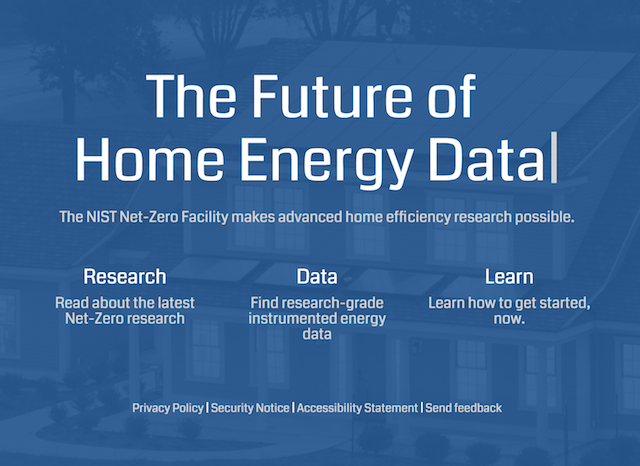 The Future of
Home Energy Data
The NIST Net-Zero Facility makes advanced home efficiency research possible.
Research
Read about the latest
Net-Zero research
Data
Find research-grade
instrumented energy
data
Learn
Learn how to get started,
now.
Privacy Policy | Security Notice | Accessibility Statement | Send feedback